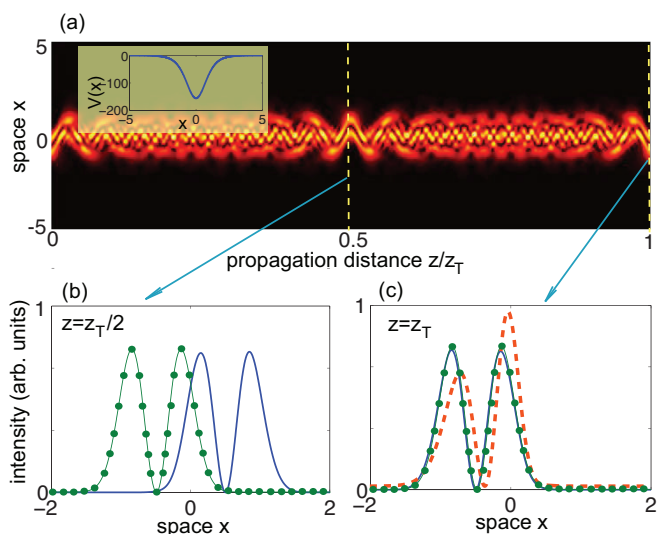 (a)
5
0
-5
space x
0
-100
-200
V(x)
-5
0
5
x
0
0.5
1
propagation distance z/z_T
(b)
(c)
1
z=z_T/2
0
intensity (arb. units)
-2
0
2
space x
1
z=z_T
0
-2
0
2
space x